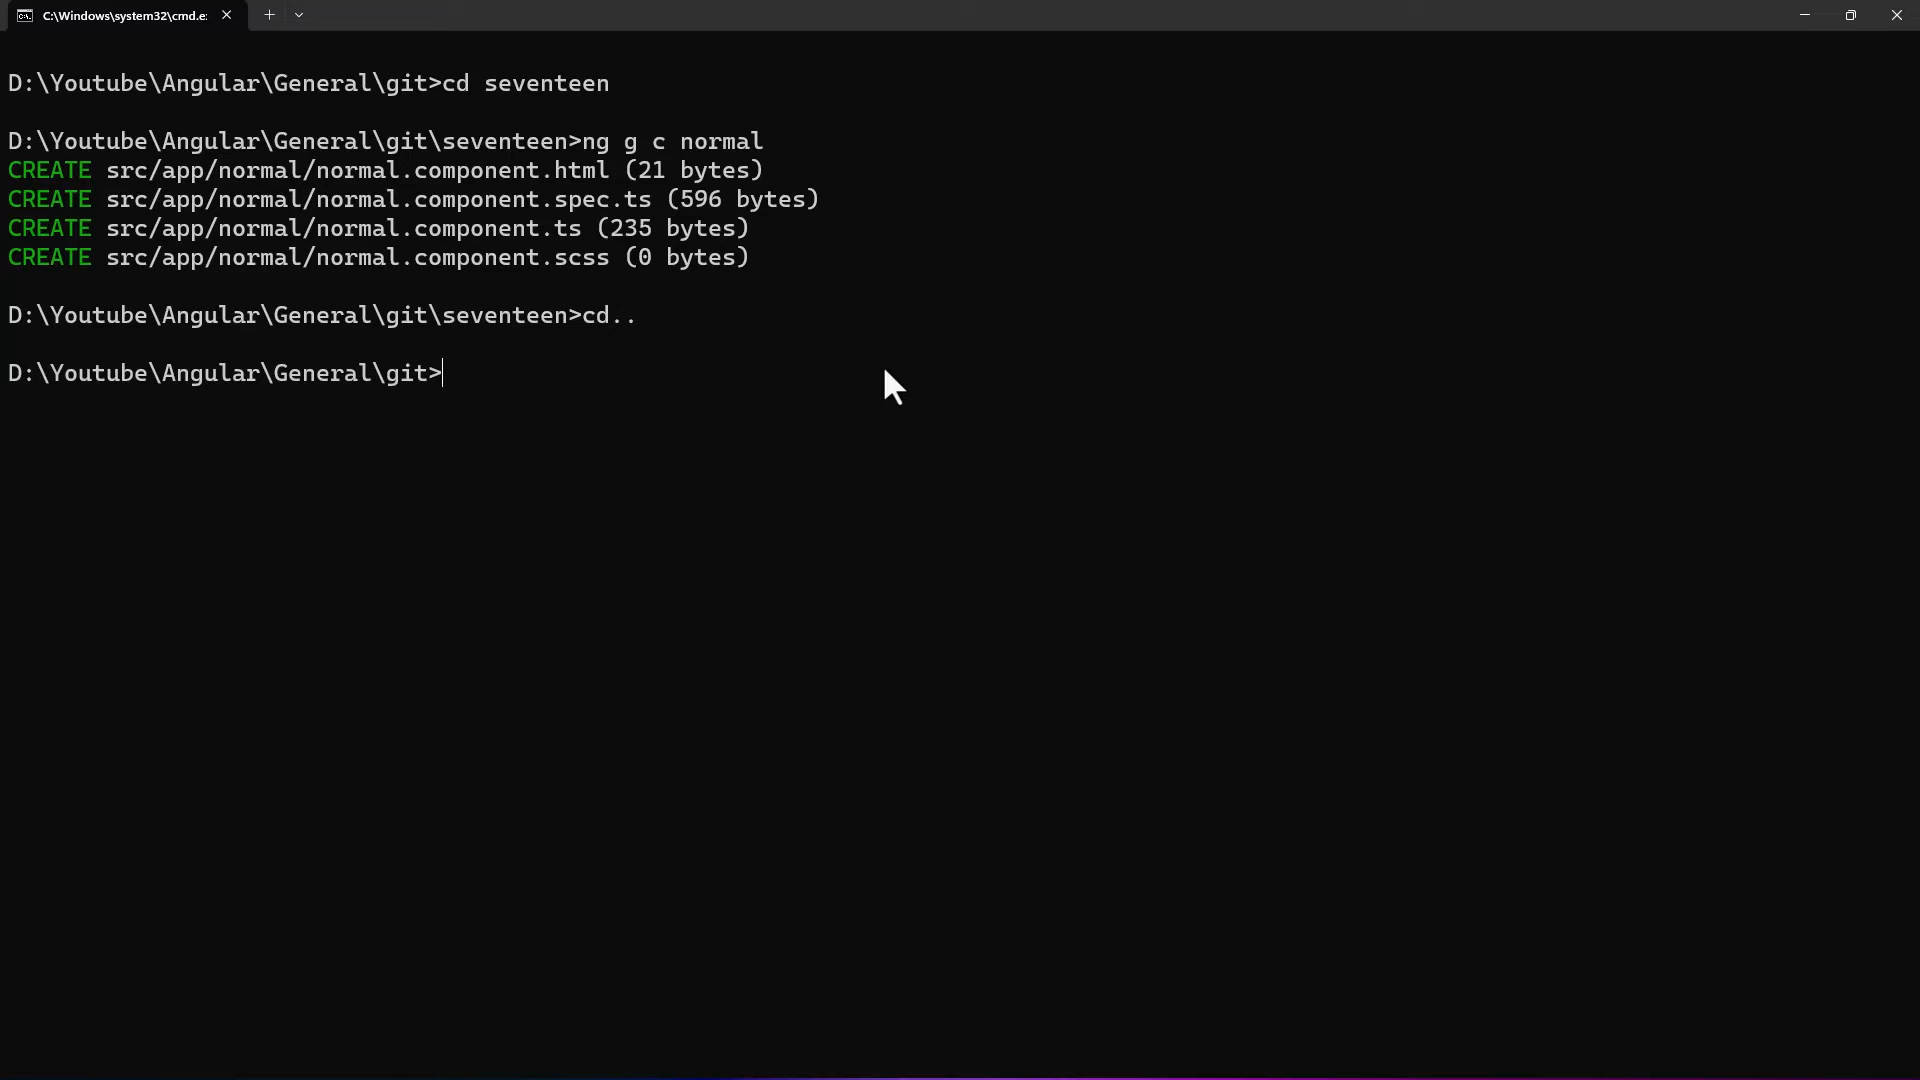 C:\Windows\system32\cmd.e:
D:\Youtube\Angular\General\git>cd seventeen
D:\Youtube\Angular\General\git\seventeen>ng g c normal
CREATE src/app/normal/normal.component.html (21 bytes)
CREATE src/app/normal/normal.component.spec.ts (596 bytes)
CREATE src/app/normal/normal.component.ts (235 bytes)
CREATE src/app/normal/normal.component.scss (0 bytes)
D:\Youtube\Angular\General\git\seventeen>cd..
D:\Youtube\Angular\General\git>